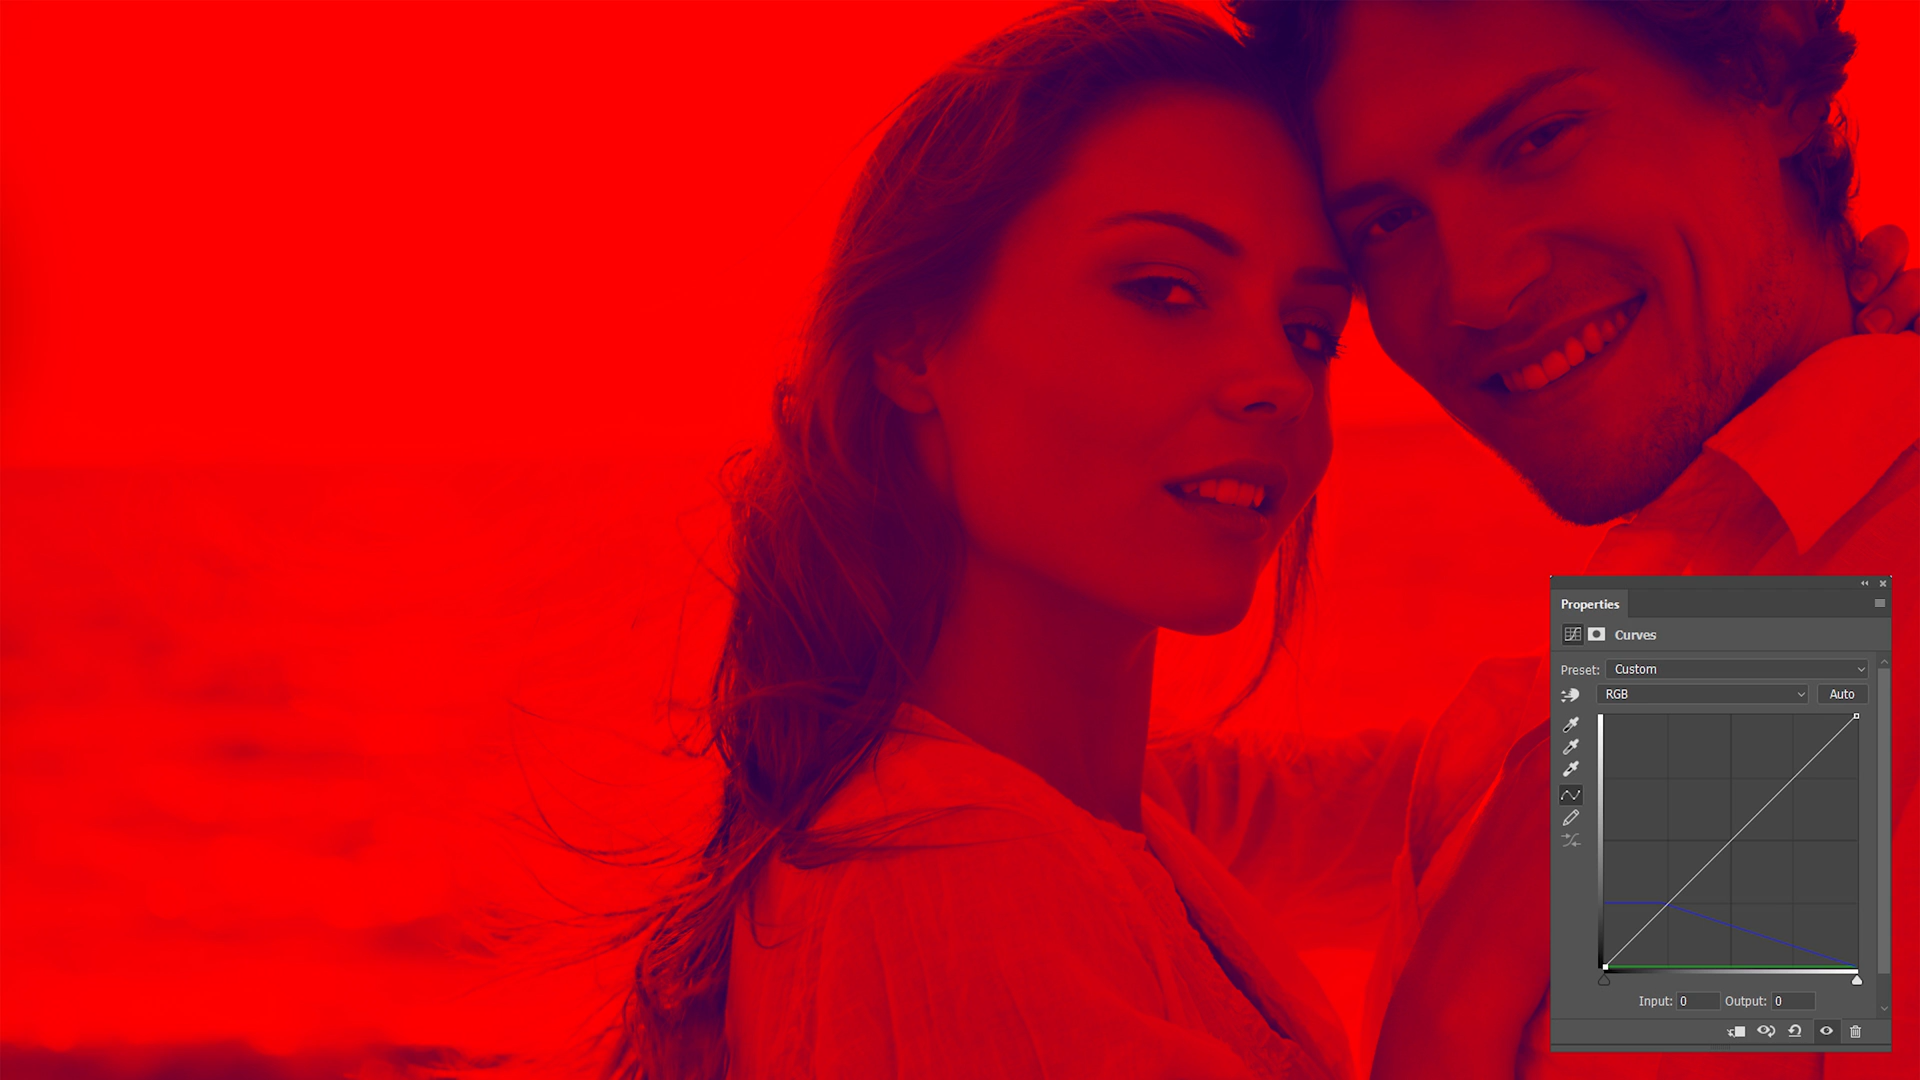 Properties
Curves
Preset: Custom
RGB Auto
Input: 0 Output: 0